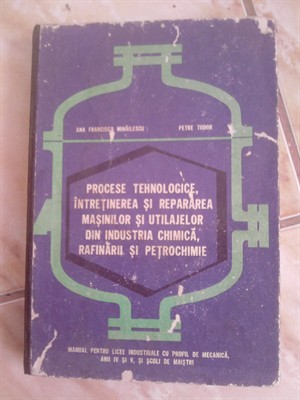 ANA FRANCISCA MIHĂILESCU PETRE TUDOR
PROCESE TEHNOLOGICE,
ÎNTREȚINEREA ȘI REPARAREA
MAȘINILOR ȘI UTILAJELOR
DIN INDUSTRIA CHIMICĂ,
RAFINĂRII ȘI PETROCHIMIE
MANUAL PENTRU LICEE INDUSTRIALE CU PROFIL DE MECANICĂ,
ANII IV ȘI V, ȘI ȘCOLI DE MAIȘTRI